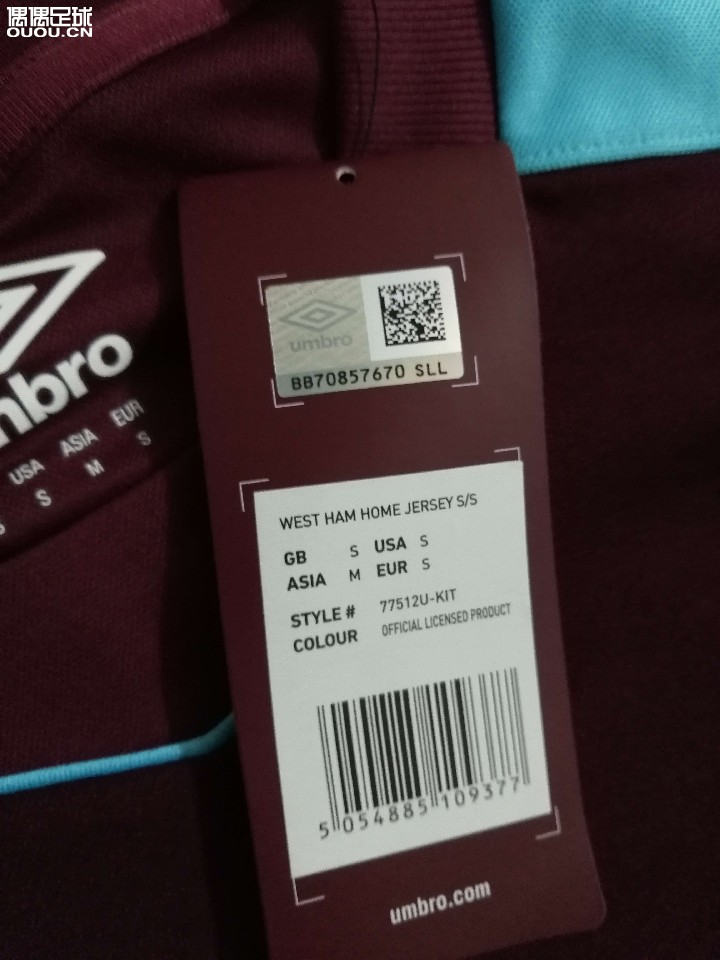 偶偶足球
OUOU.CN
umbro
BB70857670 SLL
mbro
USA ASIA EUR
S M S
WEST HAM HOME JERSEY S/S
GB S USA S
ASIA M EUR S
STYLE # 77512U-KIT
COLOUR OFFICIAL LICENSED PRODUCT
5 054885 109377
umbro.com